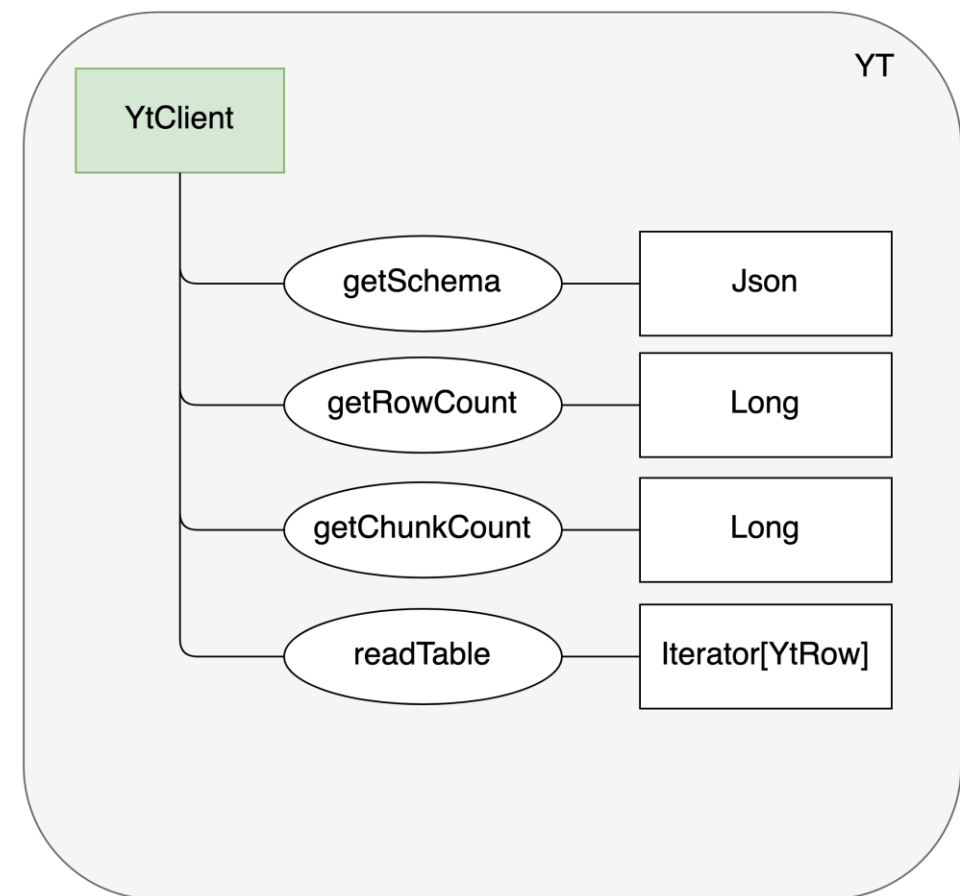 YT
YtClient
getSchema
Json
getRowCount
Long
getChunkCount
Long
readTable
Iterator[YtRow]